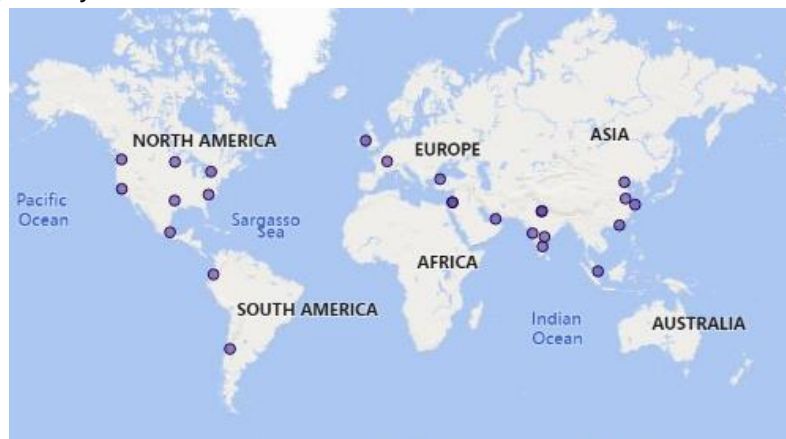 NORTH AMERICA
EUROPE
ASIA
Pacific
Ocean
Sargasso
Sea
AFRICA
SOUTH AMERICA
Indian
Ocean
AUSTRALIA